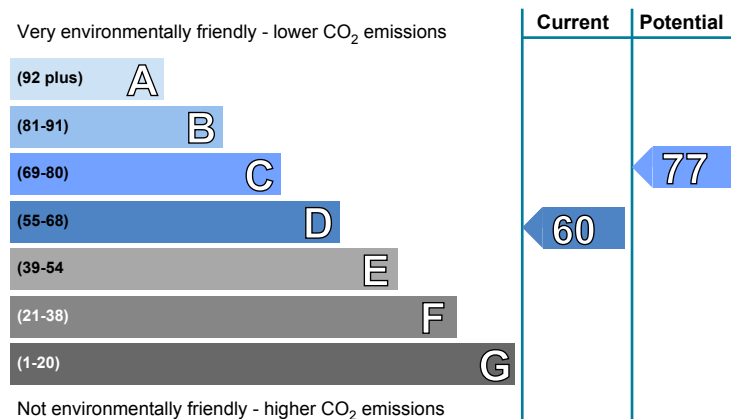 Very environmentally friendly - lower CO₂ emissions
Current
Potential
(92 plus) A
(81-91) B
(69-80) C
(55-68) D
(39-54 E
(21-38) F
(1-20) G
77
60
Not environmentally friendly - higher CO₂ emissions